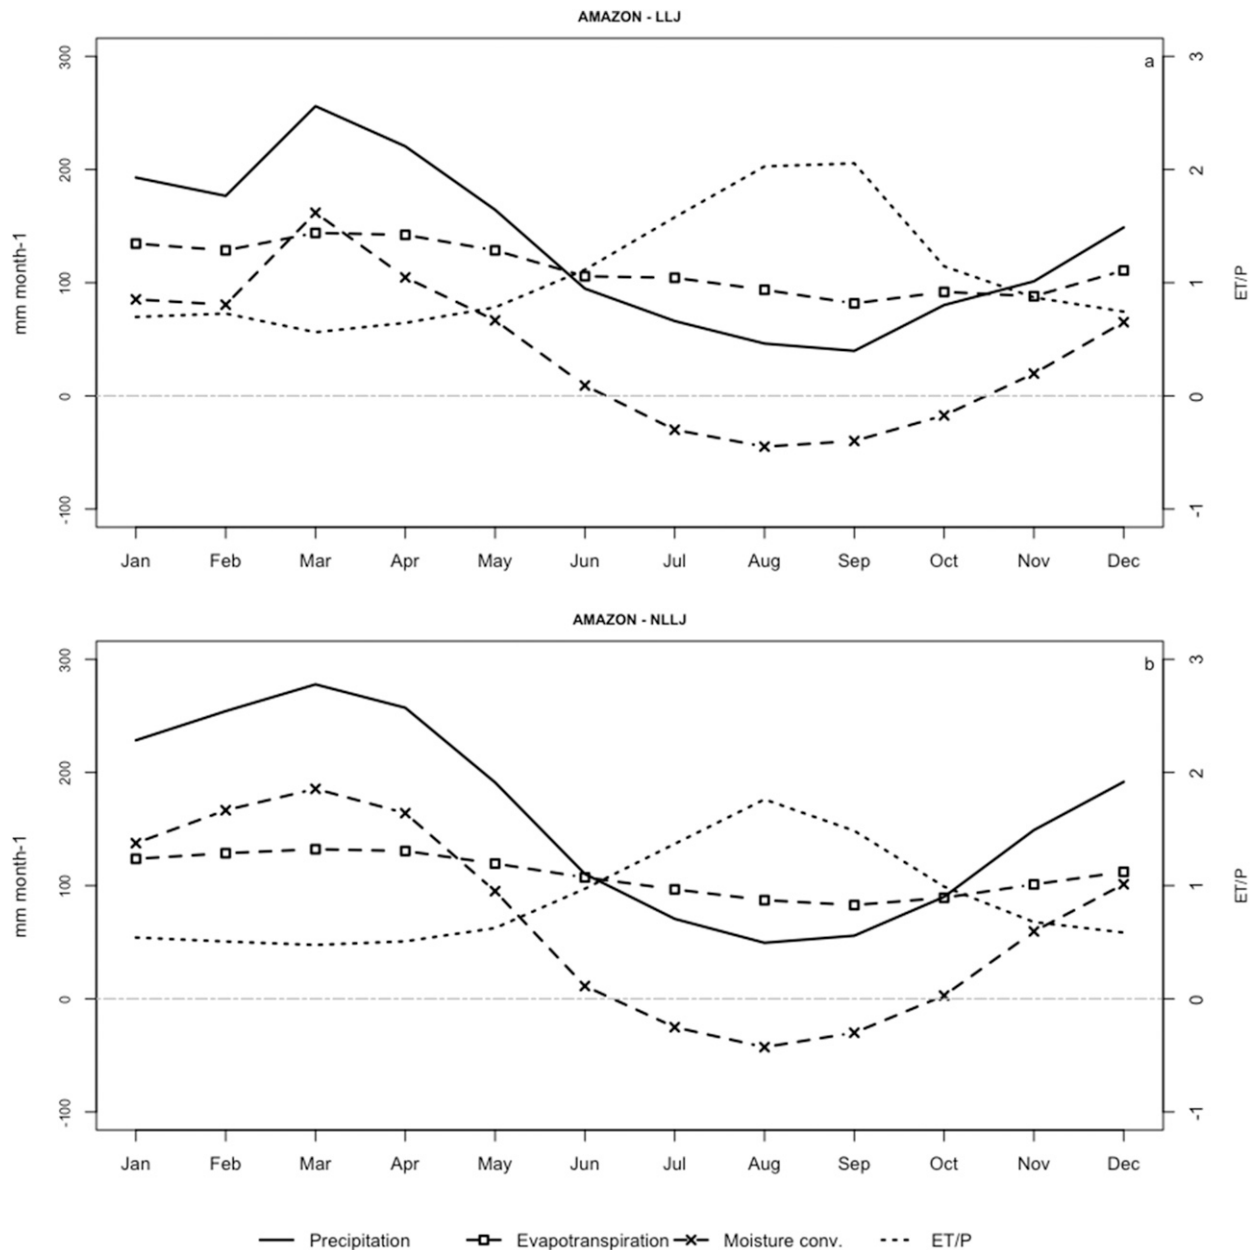 AMAZON - LLJ
a
300
200
100
0
-100
mm month-1
3
2
1
0
-1
ET/P
Jan Feb Mar Apr May Jun Jul Aug Sep Oct Nov Dec
AMAZON - NLLJ
b
300
200
100
0
-100
mm month-1
3
2
1
0
-1
ET/P
Jan Feb Mar Apr May Jun Jul Aug Sep Oct Nov Dec
Precipitation Evapotranspiration Moisture conv. ET/P